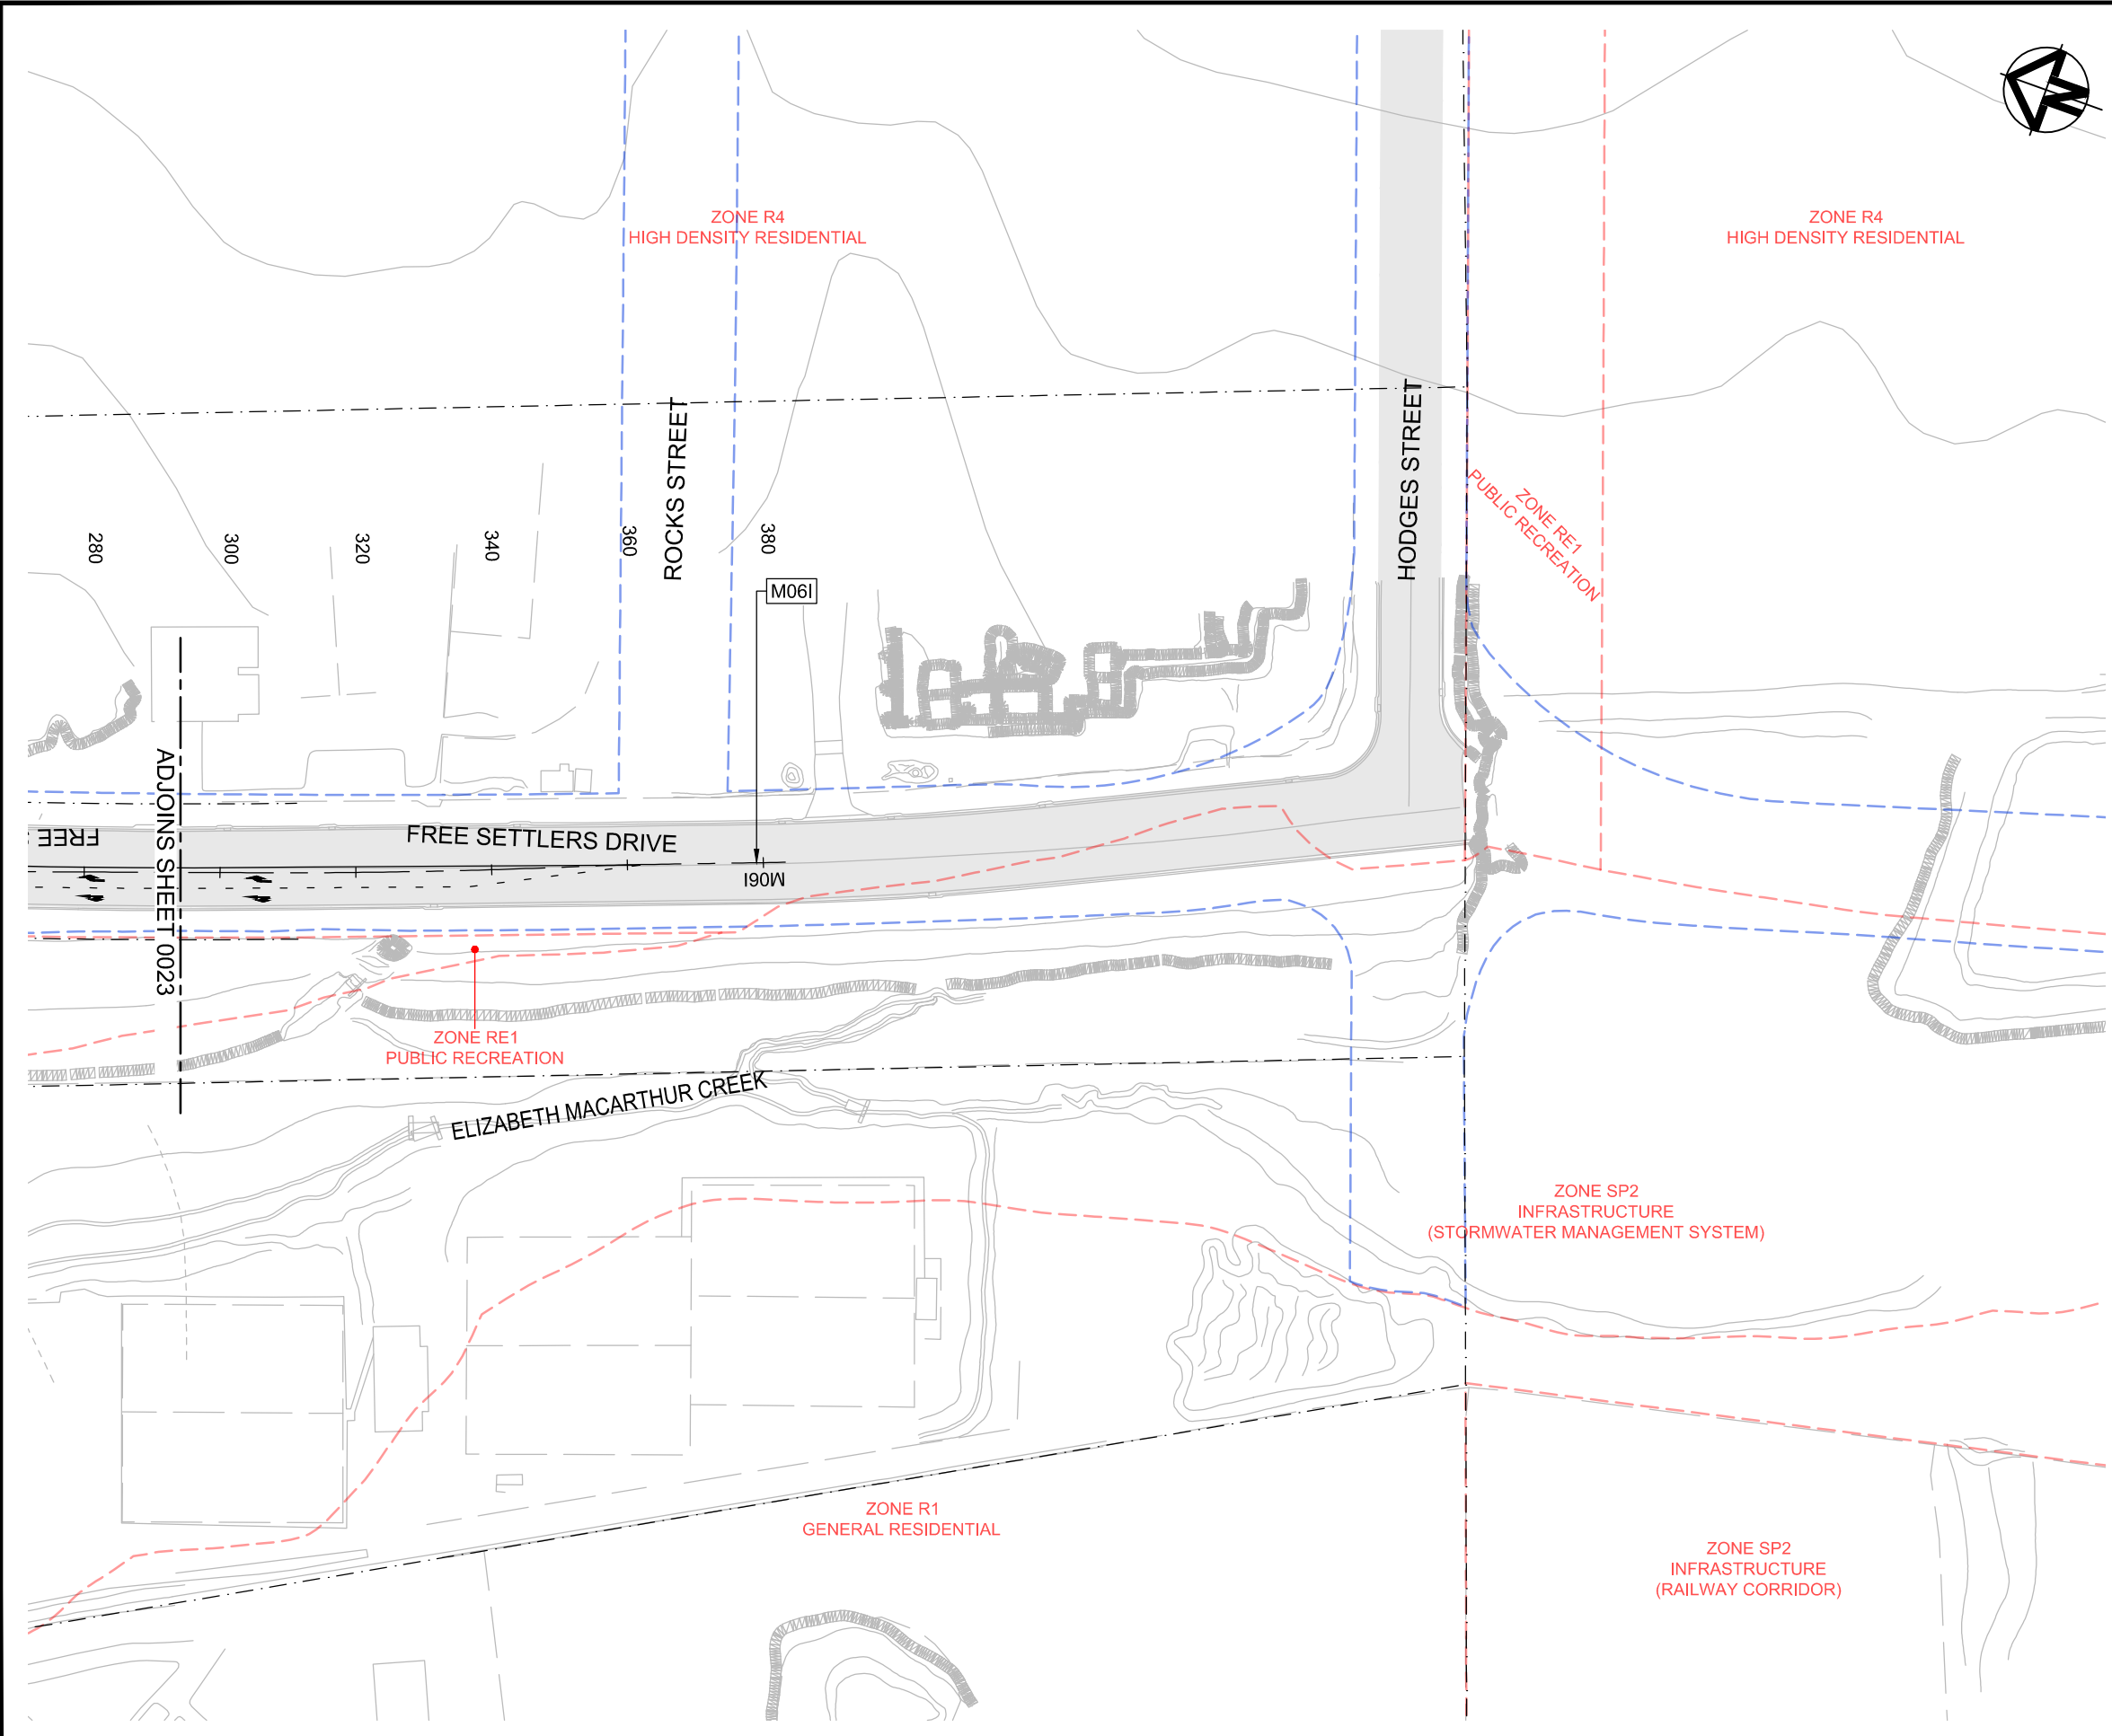 N
ZONE R4
HIGH DENSITY RESIDENTIAL
ZONE R4
HIGH DENSITY RESIDENTIAL
ROCKS STREET
HODGES STREET
ZONE RE1
PUBLIC RECREATION
280
300
320
340
360
380
M06I
ADJOINS SHEET 0023
FREE
FREE SETTLERS DRIVE
M06I
ZONE RE1
PUBLIC RECREATION
ELIZABETH MACARTHUR CREEK
ZONE SP2
INFRASTRUCTURE
(STORMWATER MANAGEMENT SYSTEM)
ZONE R1
GENERAL RESIDENTIAL
ZONE SP2
INFRASTRUCTURE
(RAILWAY CORRIDOR)